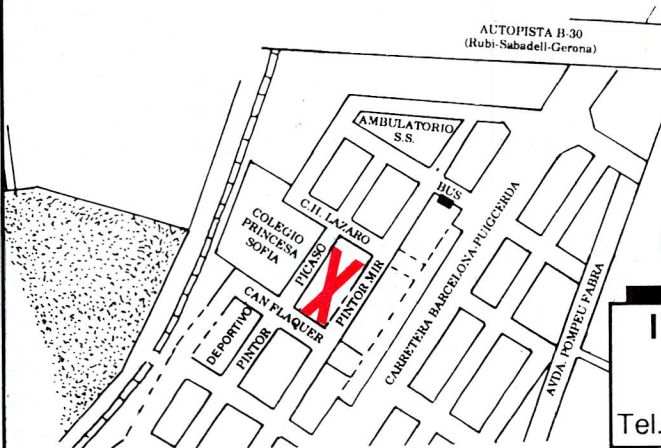 AUTOPISTA B-30
(Rubi-Sabadell-Gerona)
AMBULATORIO
S.S.
BUS
C.H. LAZARO
COLEGIO
PRINCESA
SOFIA
PICASO
PINTOR MIR
CAN FLAQUER
DEPORTIVO
PINTOR
CARRETERA BARCELONA-PUIGCERDA
AVDA. POMPEU FABRA
Tel.